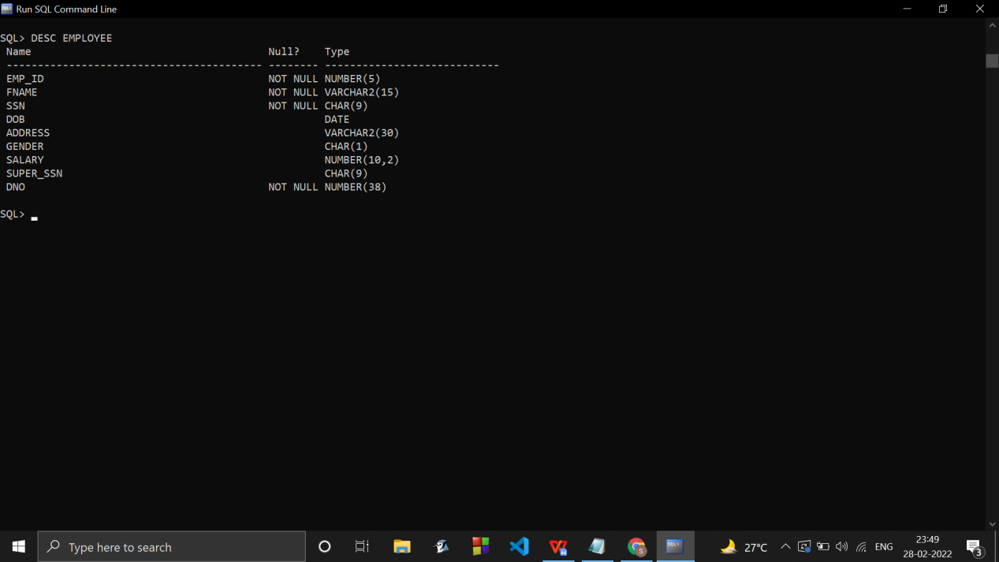 Run SQL Command Line
SQL> DESC EMPLOYEE
Name Null? Type
----------------------------------------- -------- ----------------------------
EMP_ID NOT NULL NUMBER(5)
FNAME NOT NULL VARCHAR2(15)
SSN NOT NULL CHAR(9)
DOB DATE
ADDRESS VARCHAR2(30)
GENDER CHAR(1)
SALARY NUMBER(10,2)
SUPER_SSN CHAR(9)
DNO NOT NULL NUMBER(38)
SQL>
Type here to search
27°C
ENG
23:49
28-02-2022
3